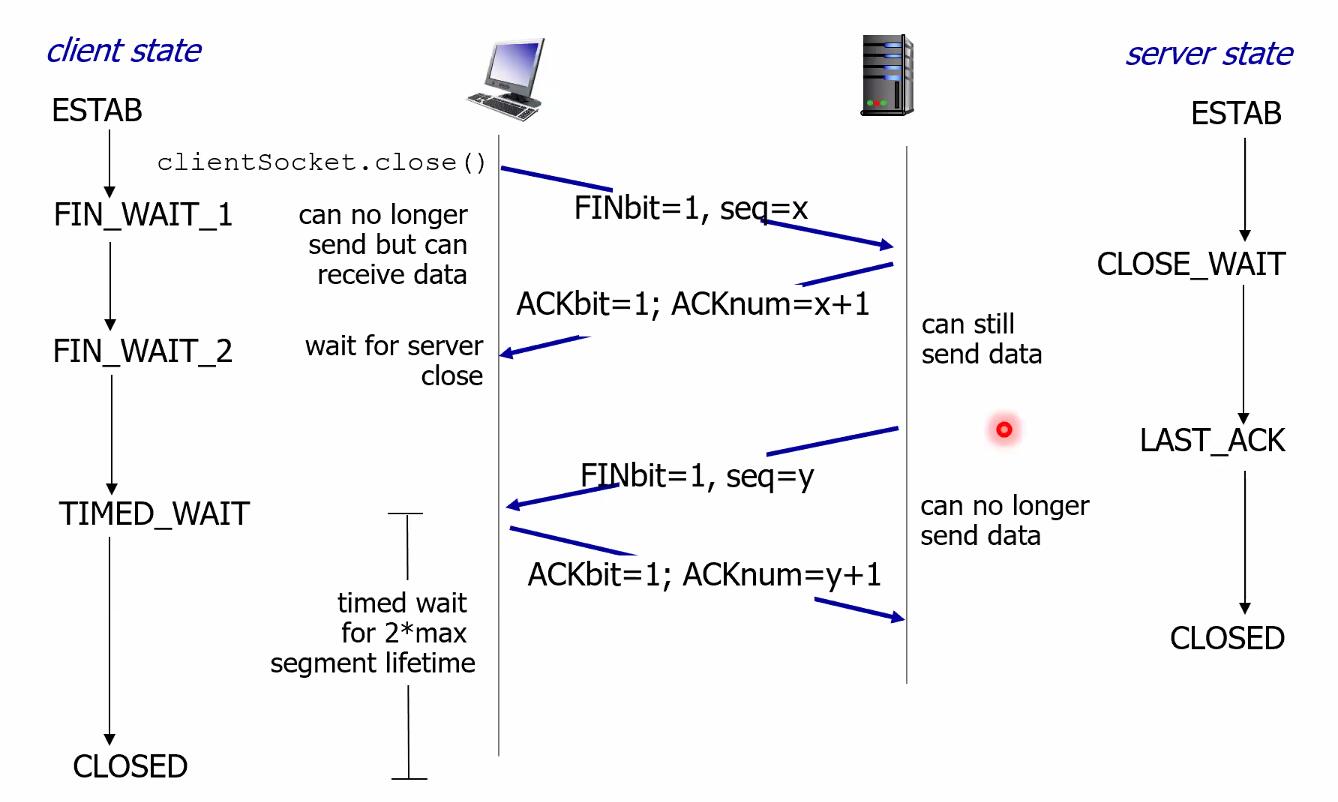 client state
server state
ESTAB
ESTAB
clientSocket.close()
FINbit=1, seq=x
FIN_WAIT_1
can no longer
send but can
receive data
CLOSE_WAIT
ACKbit=1; ACKnum=x+1
can still
send data
FIN_WAIT_2
wait for server
close
LAST_ACK
FINbit=1, seq=y
can no longer
send data
TIMED_WAIT
ACKbit=1; ACKnum=y+1
timed wait
for 2*max
segment lifetime
CLOSED
CLOSED